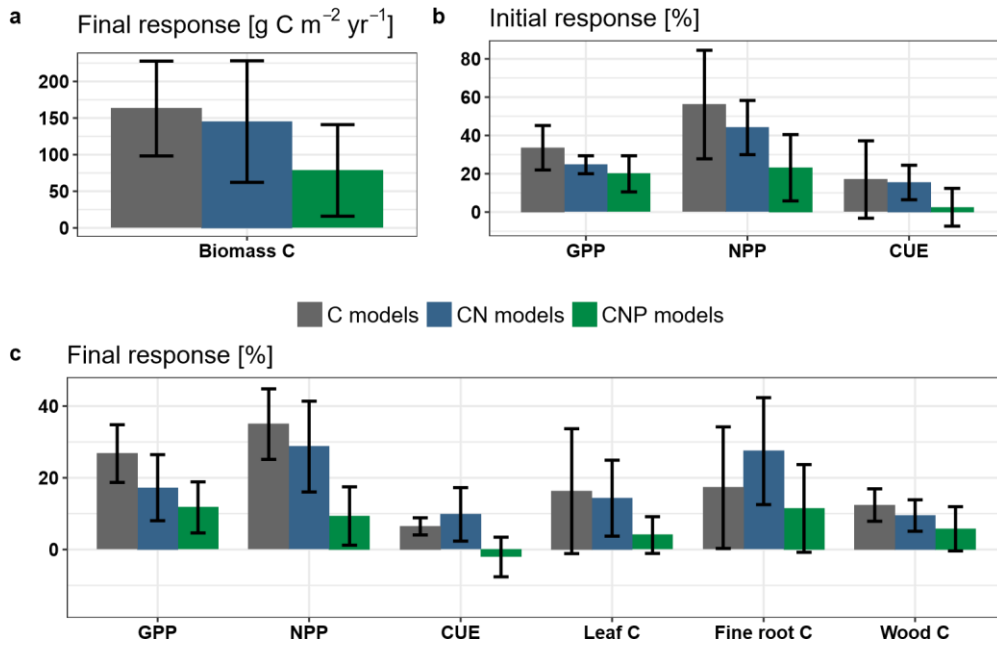 a Final response [g C m⁻² yr⁻¹]
200
150
100
50
0
Biomass C
b Initial response [%]
80
60
40
20
0
GPP NPP CUE
C models CN models CNP models
c Final response [%]
40
20
0
GPP NPP CUE Leaf C Fine root C Wood C